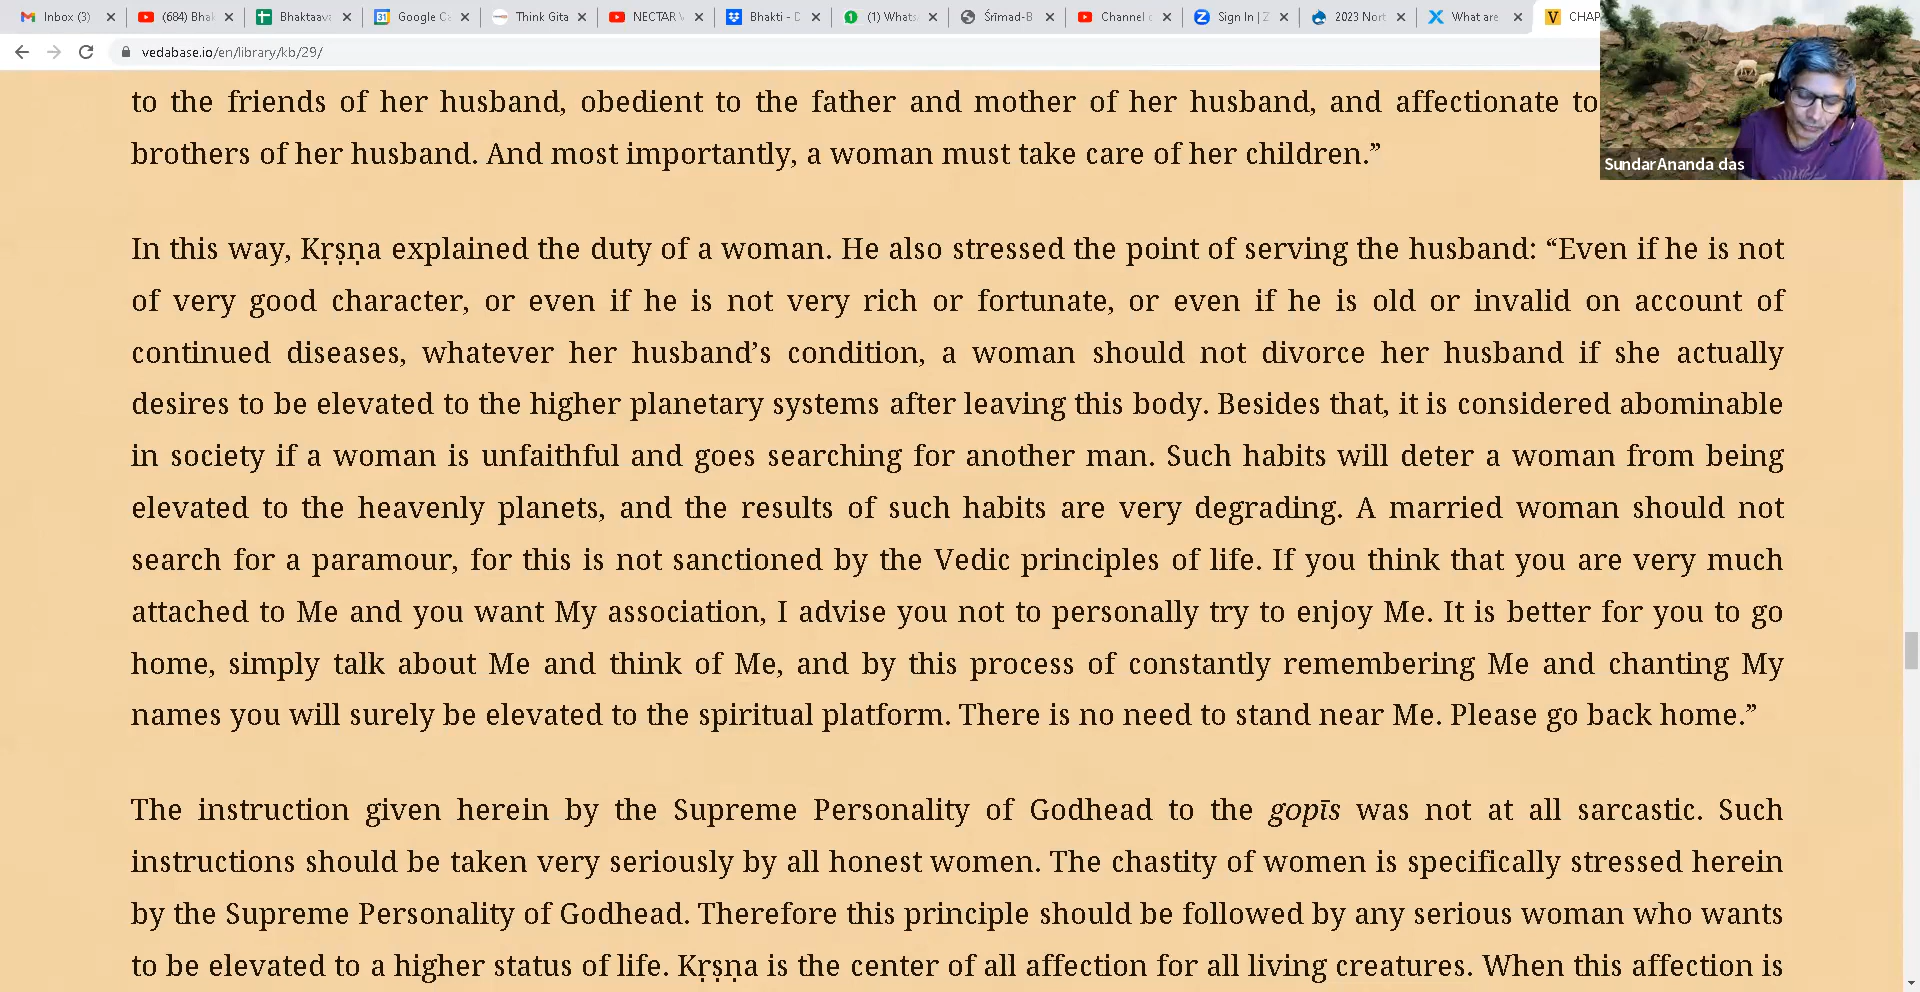 Inbox (3)
(684) Bhak
Bhaktaava
Google Ca
Think Gita
NECTAR V
Bhakti - D
(1) Whats
Śrīmad-B
Channel c
Sign In | Z
2023 Nort
What are
CHAP
vedabase.io/en/library/kb/29/
SundarAnanda das
to the friends of her husband, obedient to the father and mother of her husband, and affectionate to
brothers of her husband. And most importantly, a woman must take care of her children.”
In this way, Kṛṣṇa explained the duty of a woman. He also stressed the point of serving the husband: “Even if he is not
of very good character, or even if he is not very rich or fortunate, or even if he is old or invalid on account of
continued diseases, whatever her husband’s condition, a woman should not divorce her husband if she actually
desires to be elevated to the higher planetary systems after leaving this body. Besides that, it is considered abominable
in society if a woman is unfaithful and goes searching for another man. Such habits will deter a woman from being
elevated to the heavenly planets, and the results of such habits are very degrading. A married woman should not
search for a paramour, for this is not sanctioned by the Vedic principles of life. If you think that you are very much
attached to Me and you want My association, I advise you not to personally try to enjoy Me. It is better for you to go
home, simply talk about Me and think of Me, and by this process of constantly remembering Me and chanting My
names you will surely be elevated to the spiritual platform. There is no need to stand near Me. Please go back home.”
The instruction given herein by the Supreme Personality of Godhead to the gopīs was not at all sarcastic. Such
instructions should be taken very seriously by all honest women. The chastity of women is specifically stressed herein
by the Supreme Personality of Godhead. Therefore this principle should be followed by any serious woman who wants
to be elevated to a higher status of life. Kṛṣṇa is the center of all affection for all living creatures. When this affection is